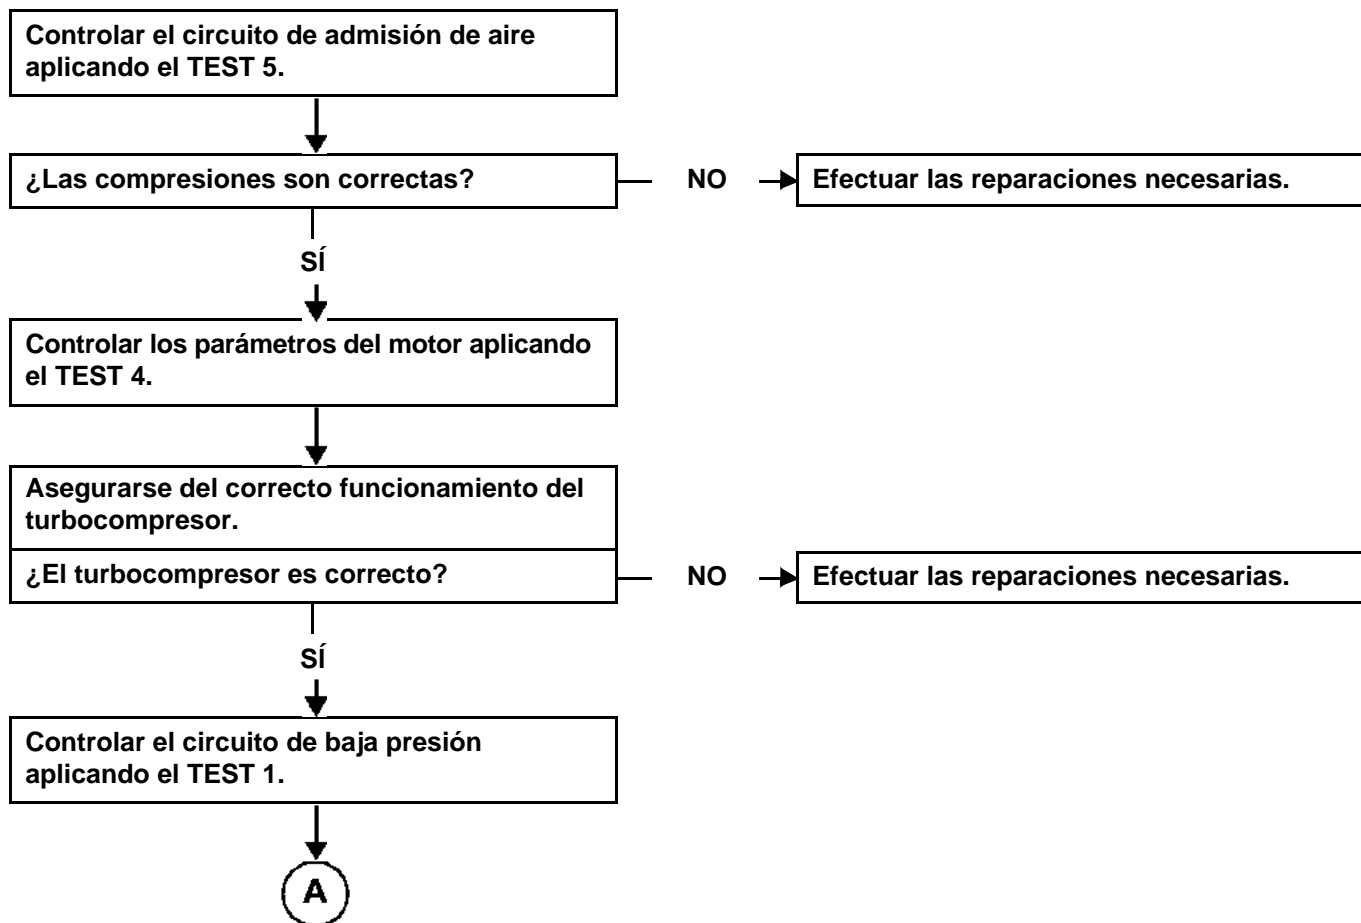 Controlar el circuito de admisión de aire
aplicando el TEST 5.
¿Las compresiones son correctas?
NO
Efectuar las reparaciones necesarias.
SÍ
Controlar los parámetros del motor aplicando
el TEST 4.
Asegurarse del correcto funcionamiento del
turbocompresor.
¿El turbocompresor es correcto?
NO
Efectuar las reparaciones necesarias.
SÍ
Controlar el circuito de baja presión
aplicando el TEST 1.
A